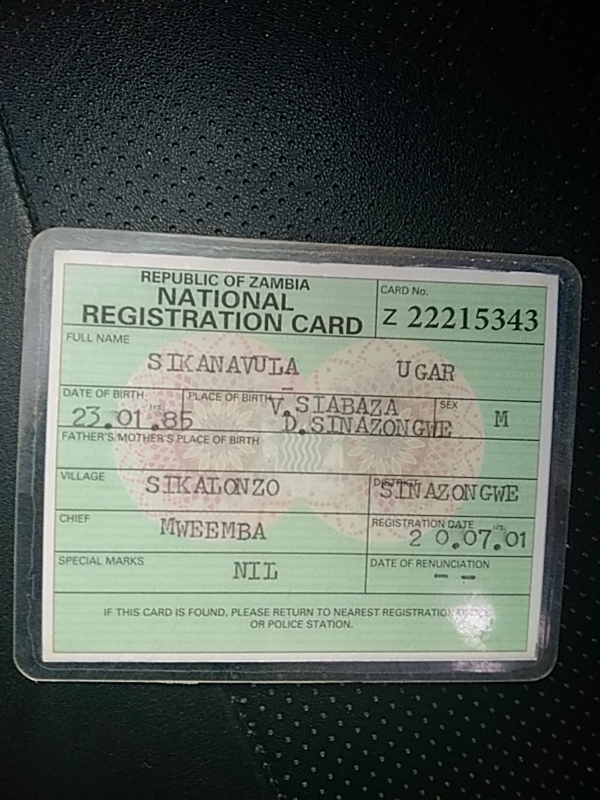 REPUBLIC OF ZAMBIA
NATIONAL
REGISTRATION CARD
CARD No.
Z 22215343
FULL NAME
SIKANAVULA UGAR
DATE OF BIRTH
23.01.85
PLACE OF BIRTH
V.SIABAZA
D.SINAZONGWE
SEX
M
FATHER'S/MOTHER'S PLACE OF BIRTH
VILLAGE
SIKALONZO
DISTRICT
SINAZONGWE
CHIEF
MWEEMBA
REGISTRATION DATE
20.07.01
SPECIAL MARKS
NIL
DATE OF RENUNCIATION
-- --
IF THIS CARD IS FOUND, PLEASE RETURN TO NEAREST REGISTRATION
OR POLICE STATION.